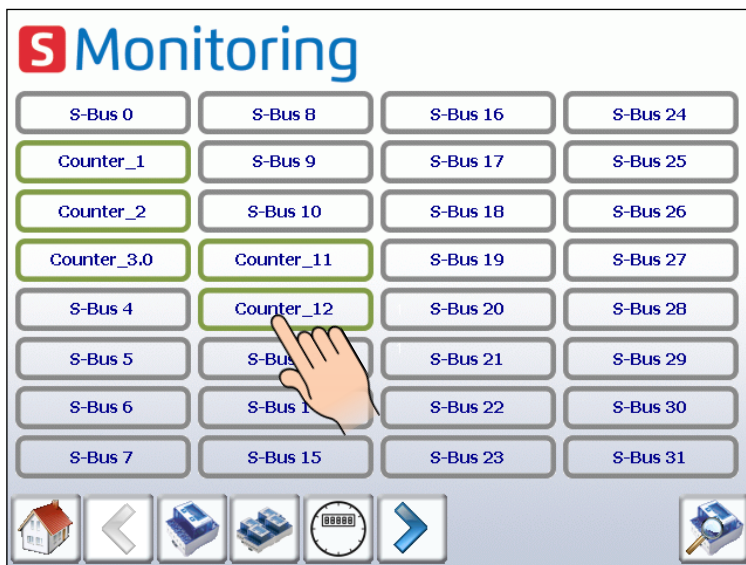 S Monitoring
S-Bus 0 S-Bus 8 S-Bus 16 S-Bus 24
Counter_1 S-Bus 9 S-Bus 17 S-Bus 25
Counter_2 S-Bus 10 S-Bus 18 S-Bus 26
Counter_3.0 Counter_11 S-Bus 19 S-Bus 27
S-Bus 4 Counter_12 S-Bus 20 S-Bus 28
S-Bus 5 S-Bus 21 S-Bus 29
S-Bus 6 S-Bus 22 S-Bus 30
S-Bus 7 S-Bus 15 S-Bus 23 S-Bus 31